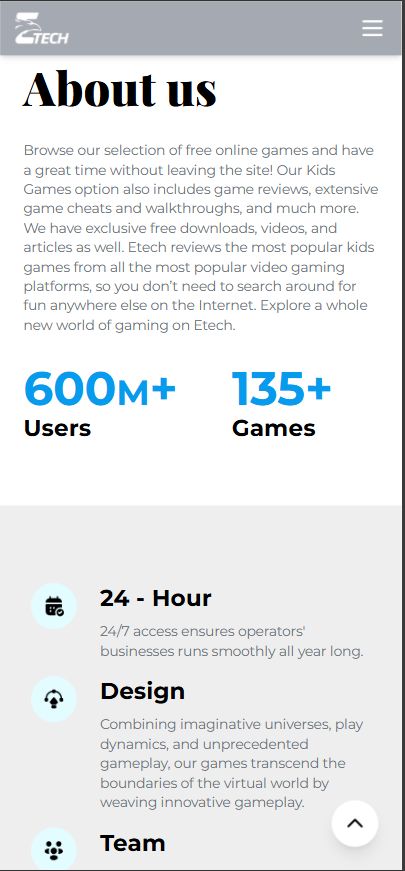 ETECH
About us
Browse our selection of free online games and have
a great time without leaving the site! Our Kids
Games option also includes game reviews, extensive
game cheats and walkthroughs, and much more.
We have exclusive free downloads, videos, and
articles as well. Etech reviews the most popular kids
games from all the most popular video gaming
platforms, so you don't need to search around for
fun anywhere else on the Internet. Explore a whole
new world of gaming on Etech.
600M+ 135+
Users Games
24 - Hour
24/7 access ensures operators'
businesses runs smoothly all year long.
Design
Combining imaginative universes, play
dynamics, and unprecedented
gameplay, our games transcend the
boundaries of the virtual world by
weaving innovative gameplay.
Team